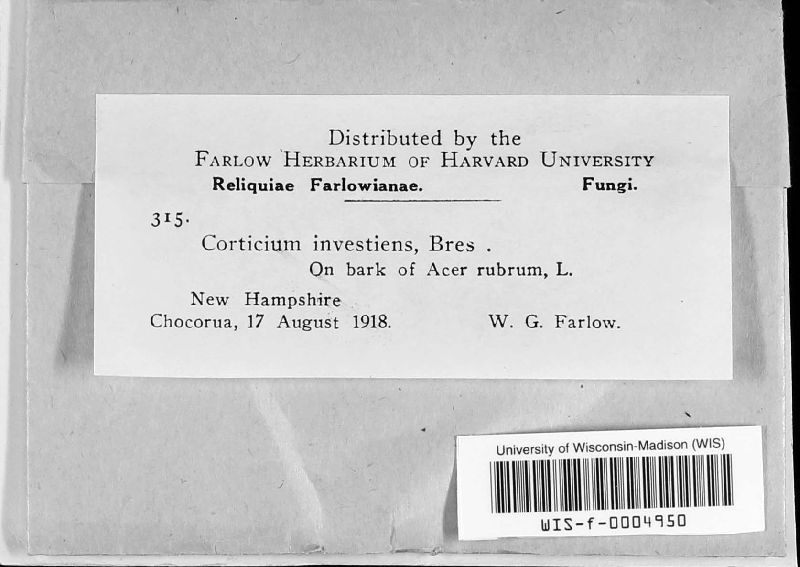 Distributed by the
FARLOW HERBARIUM OF HARVARD UNIVERSITY
Reliquiae Farlowianae. Fungi.
315.
Corticium investiens, Bres .
On bark of Acer rubrum, L.
New Hampshire
Chocorua, 17 August 1918. W. G. Farlow.
University of Wisconsin-Madison (WIS)
WIS-f-0004950